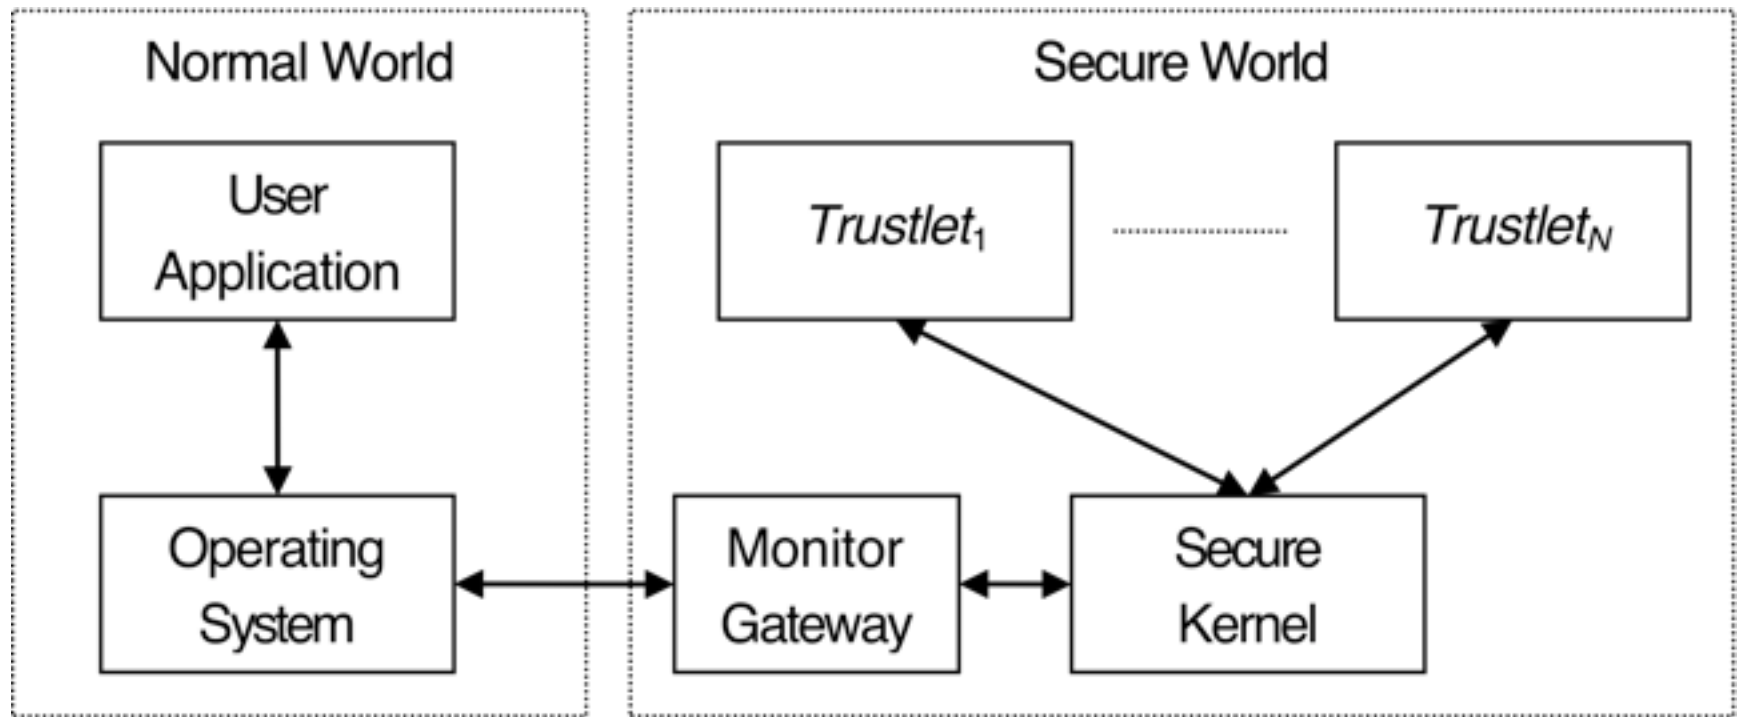 Normal World
Secure World
User
Application
Trustlet₁
Trustletₙ
Operating
System
Monitor
Gateway
Secure
Kernel